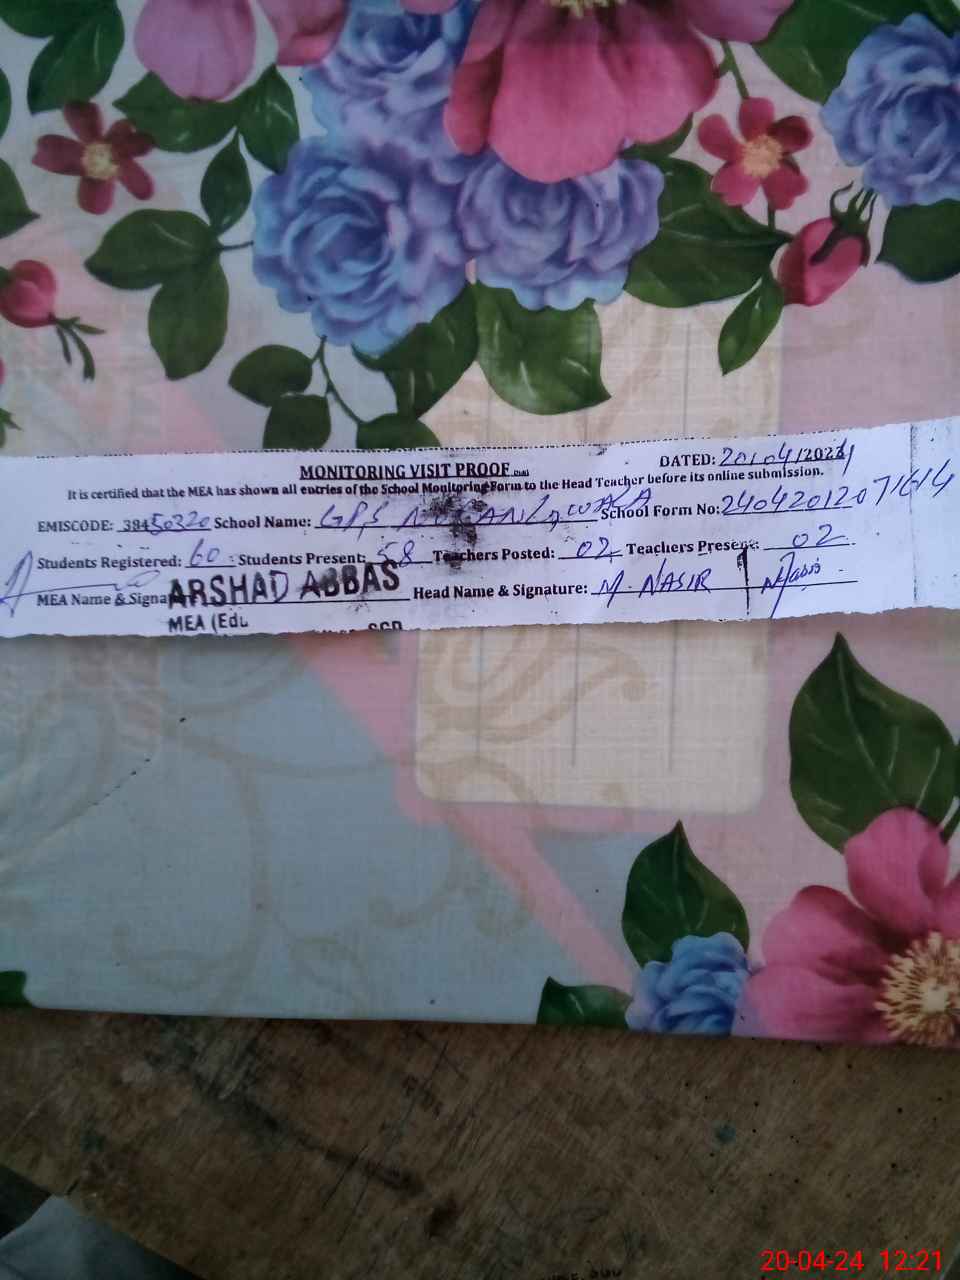 MONITORING VISIT PROOF
DATED: 20/04/2024
It is certified that the MEA has shown all entries of the School Monitoring Form to the Head Teacher before its online submission.
EMISCODE: 38450320 School Name: GPS School Form No: 24042012071614
Students Registered: 60 Students Present: 58 Teachers Posted: 02 Teachers Present: 02
MEA Name & Signa ARSHAD ABBAS Head Name & Signature: M. NASIR
MEA (Edu
20-04-24 12:21